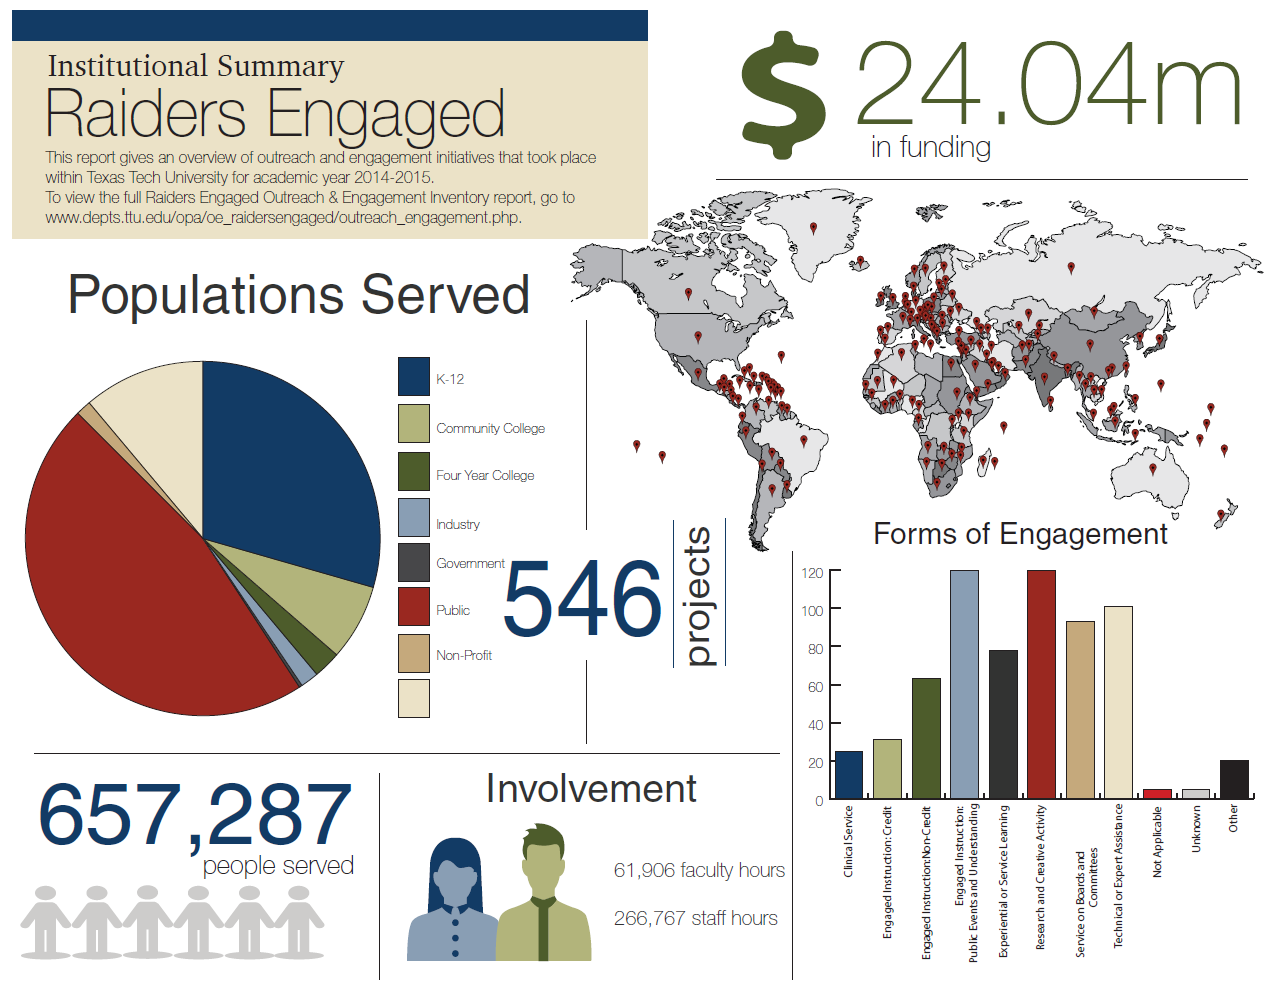 Institutional Summary
Raiders Engaged
This report gives an overview of outreach and engagement initiatives that took place
within Texas Tech University for academic year 2014-2015.
To view the full Raiders Engaged Outreach & Engagement Inventory report, go to
www.depts.ttu.edu/opa/oe_raidersengaged/outreach_engagement.php.
$ 24.04m
in funding
Populations Served
K-12
Community College
Four Year College
Industry
Government
Public
Non-Profit
546
projects
Forms of Engagement
120
100
80
60
40
20
0
Clinical Service
Engaged Instruction: Credit
Engaged Instruction:Non-Credit
Engaged Instruction:
Public Events and Understanding
Experiential or Service Learning
Research and Creative Activity
Service on Boards and
Committees
Technical or Expert Assistance
Not Applicable
Unknown
Other
657,287
people served
Involvement
61,906 faculty hours
266,767 staff hours